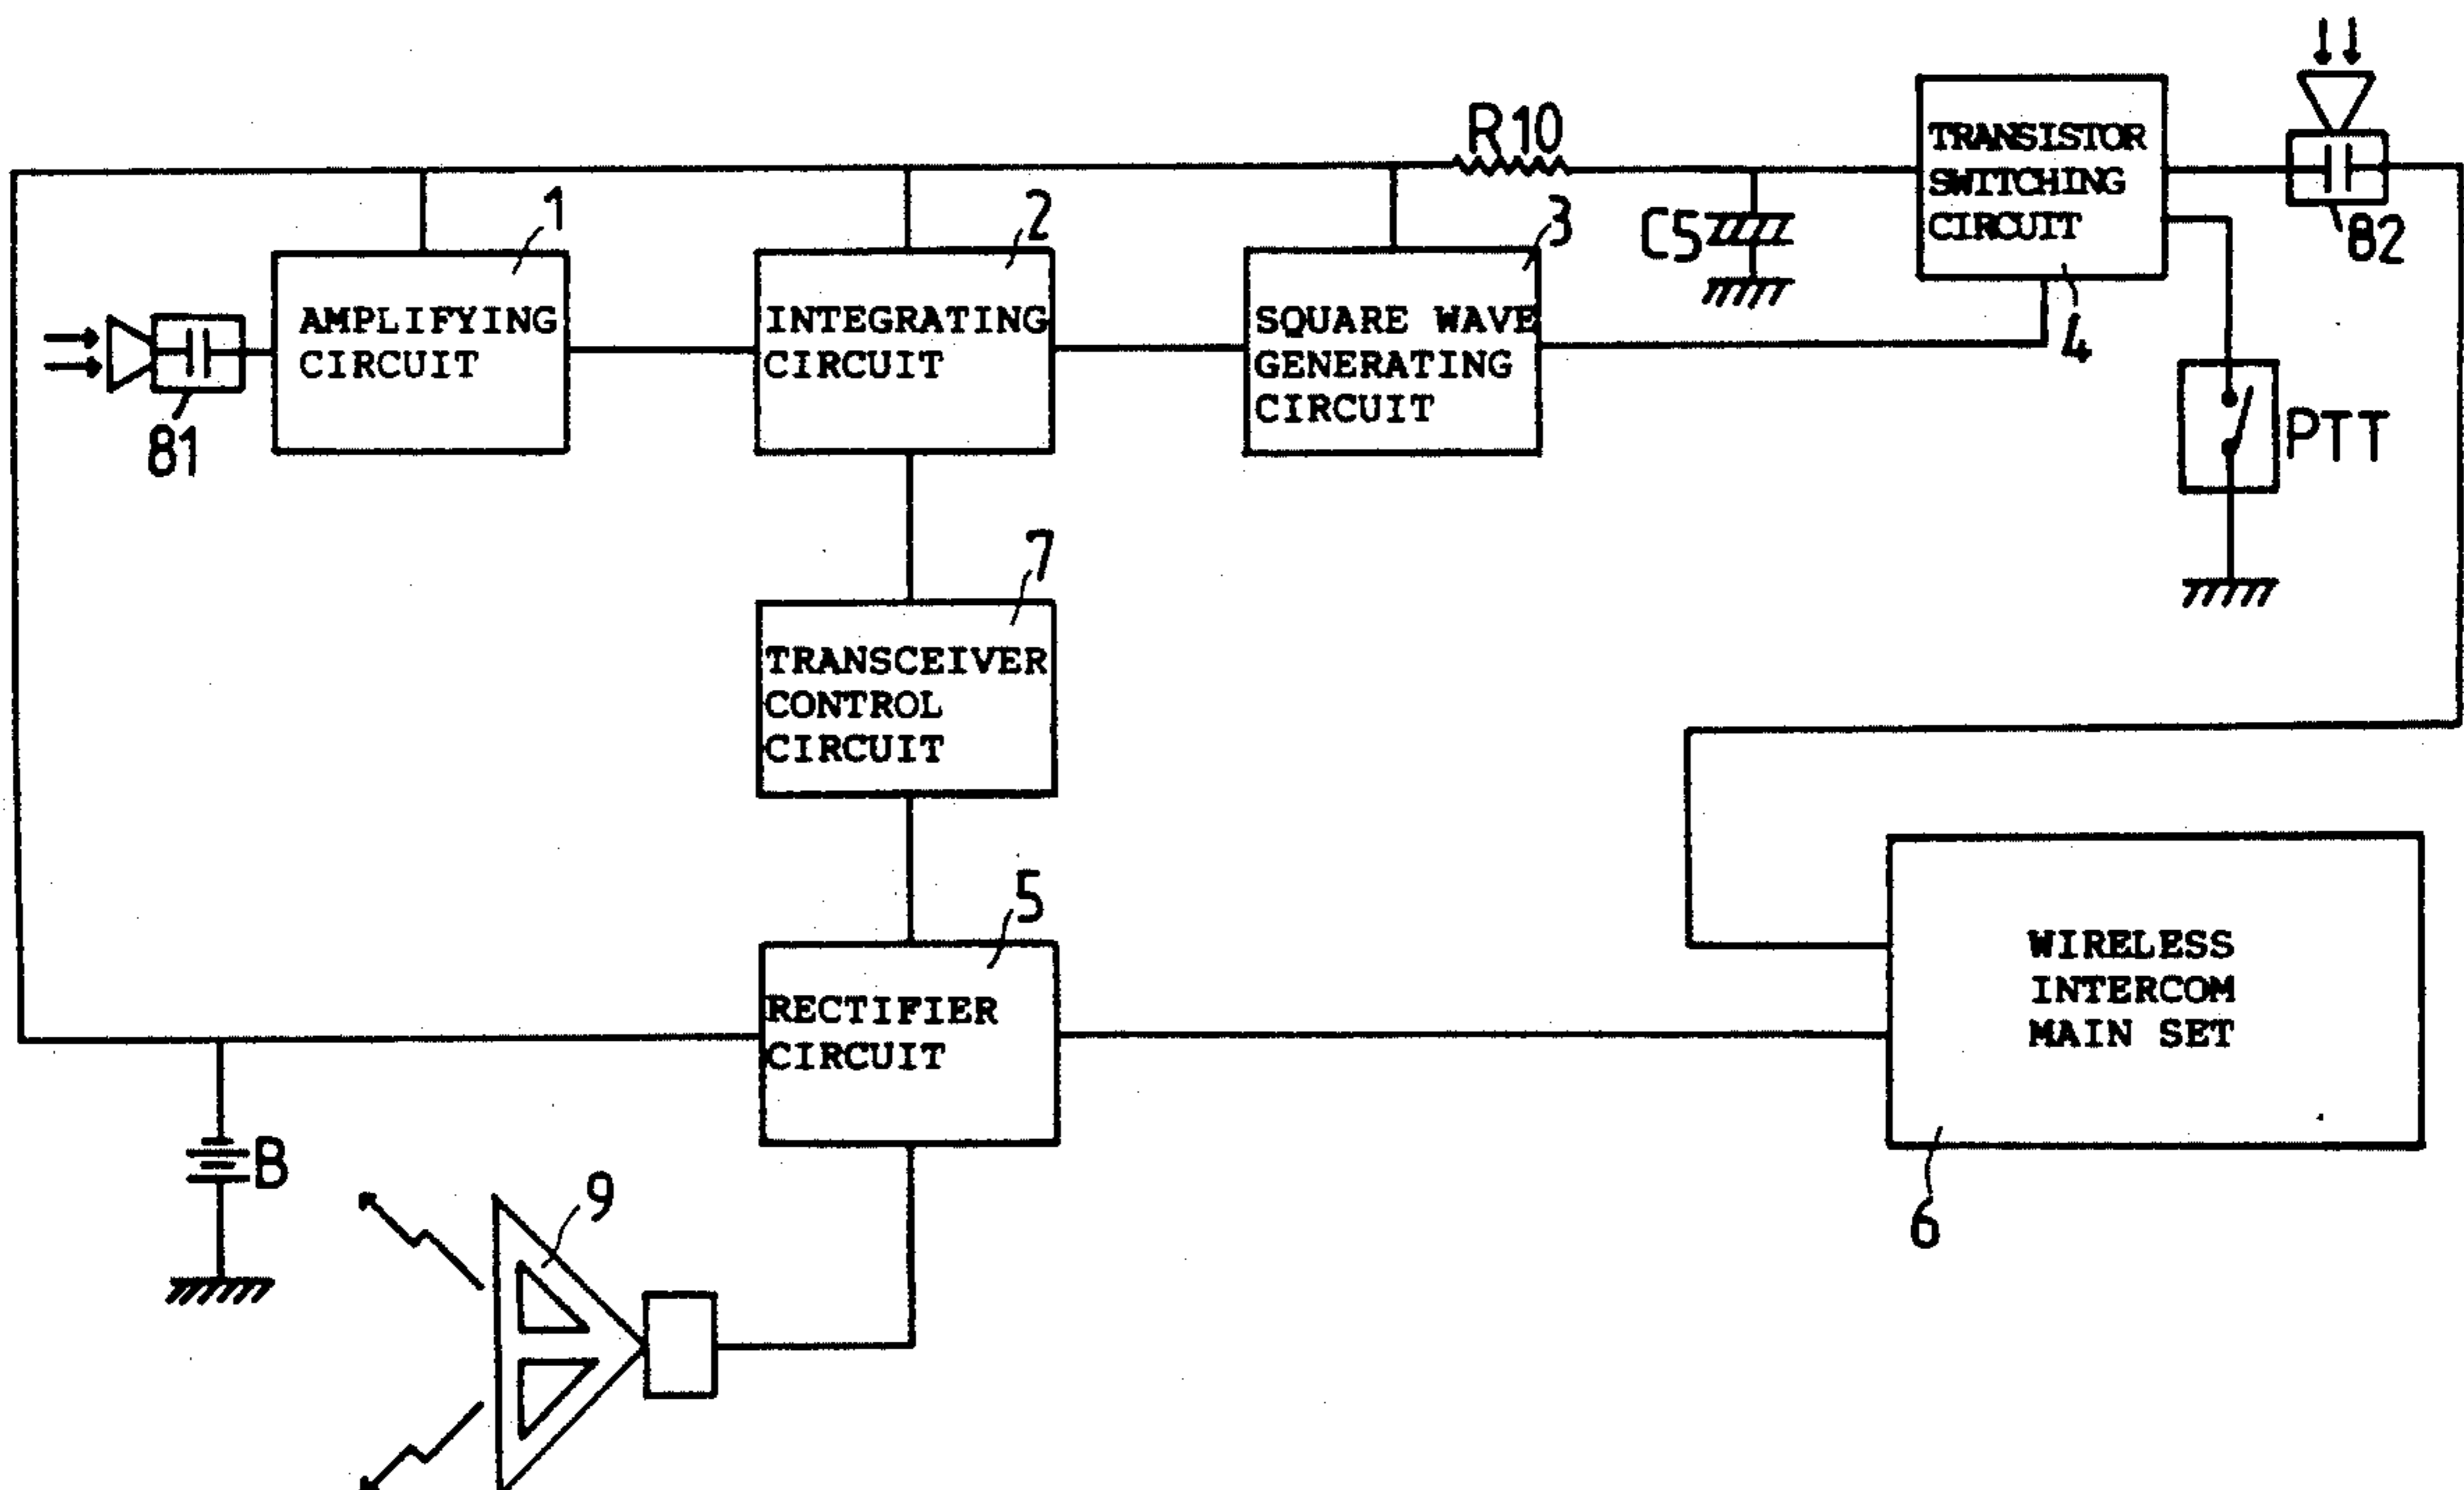 R10
TRANSISTOR
SWITCHING
CIRCUIT
82
1
2
3
C5
4
AMPLIFYING
CIRCUIT
INTEGRATING
CIRCUIT
SQUARE WAVE
GENERATING
CIRCUIT
81
PTT
7
TRANSCEIVER
CONTROL
CIRCUIT
5
RECTIFIER
CIRCUIT
WIRELESS
INTERCOM
MAIN SET
B
9
6